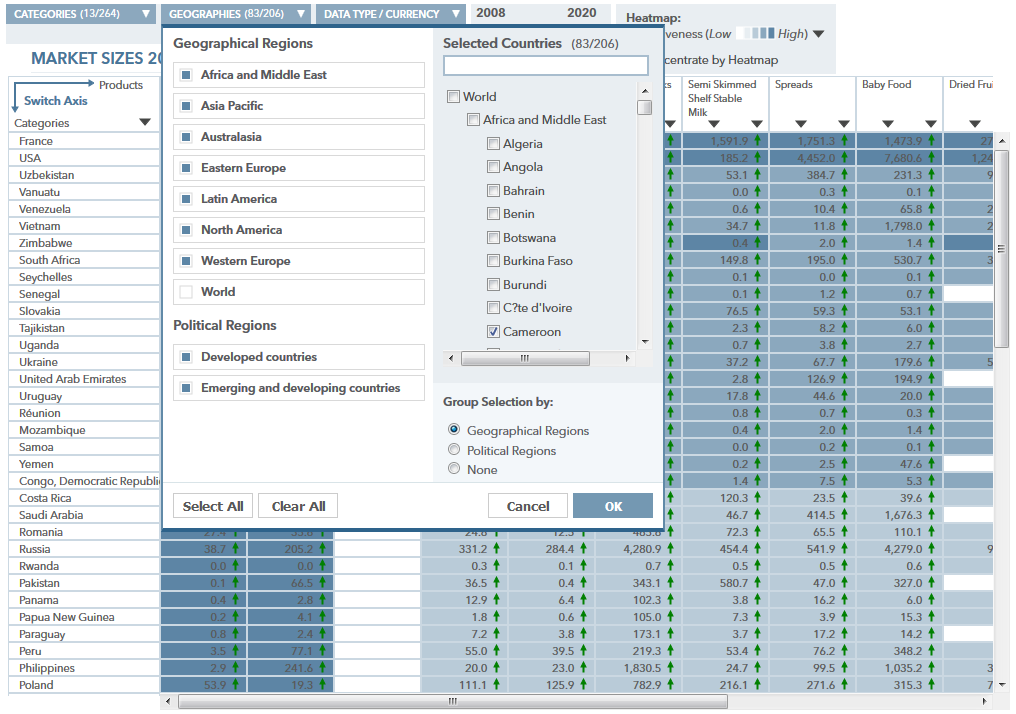 CATEGORIES (13/264)
GEOGRAPHIES (83/206)
DATA TYPE / CURRENCY
2008
2020
Heatmap:
veness (Low
High)
centrate by Heatmap
MARKET SIZES 20
Products
Switch Axis
Categories
Geographical Regions
Africa and Middle East
Asia Pacific
Australasia
Eastern Europe
Latin America
North America
Western Europe
World
Political Regions
Developed countries
Emerging and developing countries
Select All
Clear All
Selected Countries (83/206)
World
Africa and Middle East
Algeria
Angola
Bahrain
Benin
Botswana
Burkina Faso
Burundi
C?te d'Ivoire
Cameroon
Group Selection by:
Geographical Regions
Political Regions
None
Cancel
OK
ks
Semi Skimmed
Shelf Stable
Milk
Spreads
Baby Food
Dried Frui
France 1,591.9 1,751.3 1,473.9 27
USA 185.2 4,452.0 7,680.6 1,24
Uzbekistan 53.1 384.7 231.3 9
Vanuatu 0.0 0.3 0.1
Venezuela 0.6 10.4 65.8 2
Vietnam 34.7 11.8 1,798.0 2
Zimbabwe 0.4 2.0 1.4
South Africa 149.8 195.0 530.7 3
Seychelles 0.1 0.0 0.1
Senegal 0.1 1.2 0.7
Slovakia 76.5 59.3 53.1
Tajikistan 2.3 8.2 6.0
Uganda 0.7 3.8 2.7
Ukraine 37.2 67.7 179.6 5
United Arab Emirates 2.8 126.9 194.9
Uruguay 17.8 44.6 20.0
Réunion 0.8 0.7 0.3
Mozambique 0.4 2.0 1.4
Samoa 0.0 0.2 0.1
Yemen 0.2 2.5 47.6
Congo, Democratic Republi 1.4 7.5 5.3
Costa Rica 120.3 23.5 39.6
Saudi Arabia 46.7 414.5 1,676.3
Romania 72.3 65.5 110.1
Russia 38.7 205.2 331.2 284.4 4,280.9 454.4 541.9 4,279.0 9
Rwanda 0.0 0.0 0.3 0.1 0.7 0.5 0.5 0.6
Pakistan 0.1 66.5 36.5 0.4 343.1 580.7 47.0 327.0
Panama 0.4 2.8 12.9 6.4 102.3 3.8 16.2 6.0
Papua New Guinea 0.2 4.1 1.8 0.6 105.0 7.3 3.9 15.3
Paraguay 0.8 2.4 7.2 3.8 173.1 3.7 17.2 14.2
Peru 3.5 77.1 55.0 39.5 219.3 53.4 76.2 348.2
Philippines 2.9 241.6 20.0 23.0 1,830.5 24.7 99.5 1,035.2 3
Poland 53.9 19.3 111.1 125.9 782.9 216.1 271.6 315.3 7